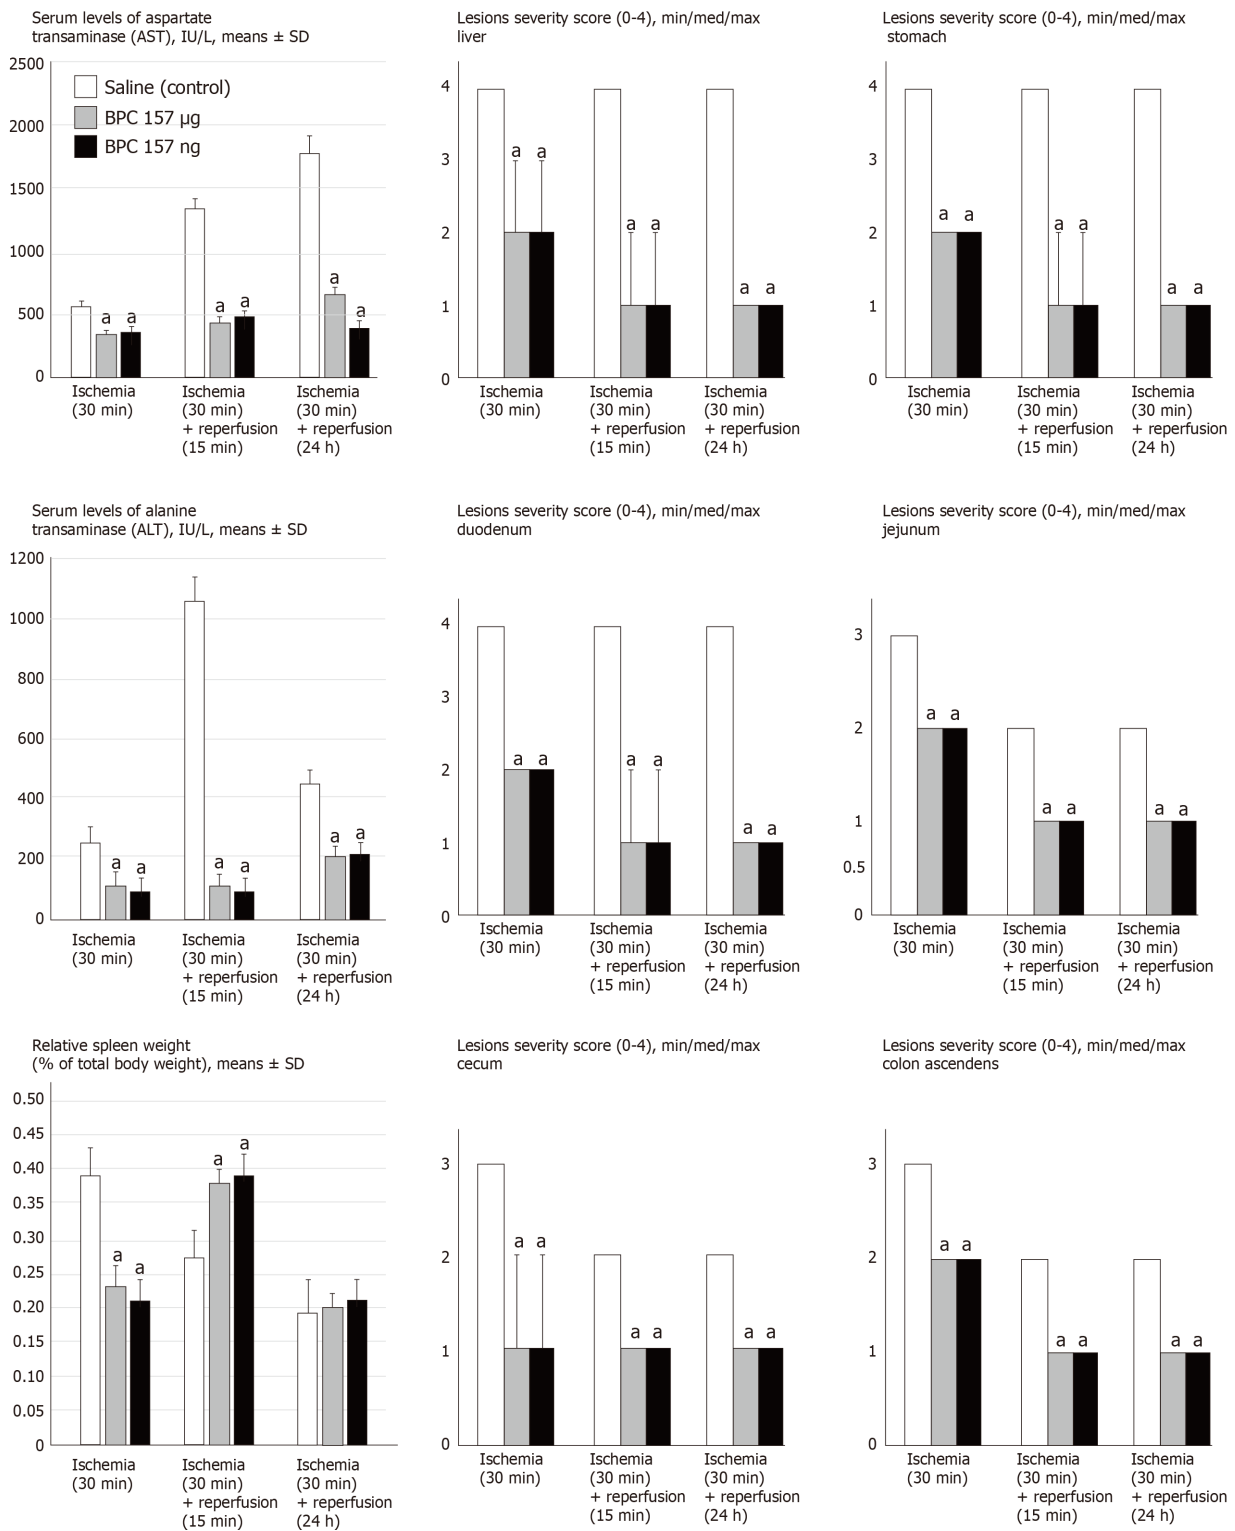 Serum levels of aspartate
transaminase (AST), IU/L, means ± SD
2500
2000
1500
1000
500
0
Saline (control)
BPC 157 µg
BPC 157 ng
a
a
a
a
a
a
Ischemia
(30 min)
Ischemia
(30 min)
+ reperfusion
(15 min)
Ischemia
(30 min)
+ reperfusion
(24 h)
Lesions severity score (0-4), min/med/max
liver
4
3
2
1
0
a
a
a
a
a
a
Ischemia
(30 min)
Ischemia
(30 min)
+ reperfusion
(15 min)
Ischemia
(30 min)
+ reperfusion
(24 h)
Lesions severity score (0-4), min/med/max
stomach
4
3
2
1
0
a
a
a
a
a
a
Ischemia
(30 min)
Ischemia
(30 min)
+ reperfusion
(15 min)
Ischemia
(30 min)
+ reperfusion
(24 h)
Serum levels of alanine
transaminase (ALT), IU/L, means ± SD
1200
1000
800
600
400
200
0
a
a
a
a
a
a
Ischemia
(30 min)
Ischemia
(30 min)
+ reperfusion
(15 min)
Ischemia
(30 min)
+ reperfusion
(24 h)
Lesions severity score (0-4), min/med/max
duodenum
4
3
2
1
0
a
a
a
a
a
a
Ischemia
(30 min)
Ischemia
(30 min)
+ reperfusion
(15 min)
Ischemia
(30 min)
+ reperfusion
(24 h)
Lesions severity score (0-4), min/med/max
jejunum
3
2
1
0.5
0
a
a
a
a
a
a
Ischemia
(30 min)
Ischemia
(30 min)
+ reperfusion
(15 min)
Ischemia
(30 min)
+ reperfusion
(24 h)
Relative spleen weight
(% of total body weight), means ± SD
0.50
0.45
0.40
0.35
0.30
0.25
0.20
0.15
0.10
0.05
0
a
a
a
a
Ischemia
(30 min)
Ischemia
(30 min)
+ reperfusion
(15 min)
Ischemia
(30 min)
+ reperfusion
(24 h)
Lesions severity score (0-4), min/med/max
cecum
3
2
1
0
a
a
a
a
a
a
Ischemia
(30 min)
Ischemia
(30 min)
+ reperfusion
(15 min)
Ischemia
(30 min)
+ reperfusion
(24 h)
Lesions severity score (0-4), min/med/max
colon ascendens
3
2
1
0
a
a
a
a
a
a
Ischemia
(30 min)
Ischemia
(30 min)
+ reperfusion
(15 min)
Ischemia
(30 min)
+ reperfusion
(24 h)